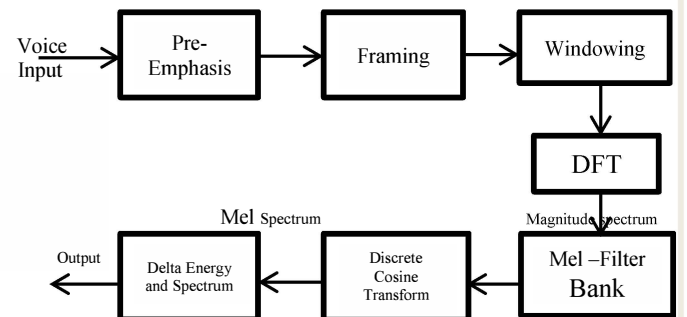 Voice
Input
Pre-
Emphasis
Framing
Windowing
DFT
Magnitude spectrum
Mel –Filter
Bank
Mel Spectrum
Discrete
Cosine
Transform
Delta Energy
and Spectrum
Output